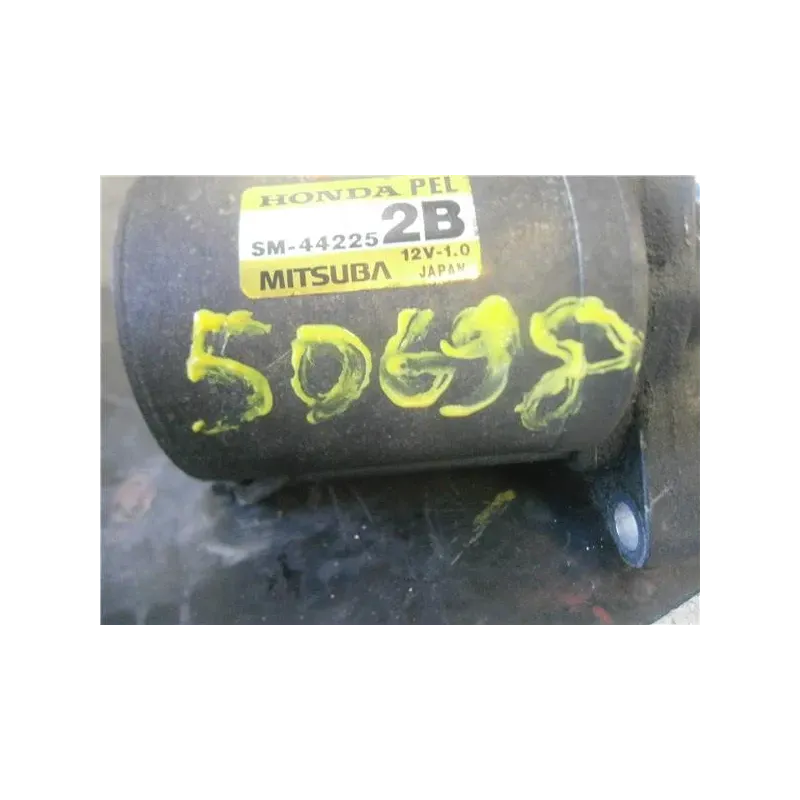 HONDA PEL
SM-44225 2B
12V-1.0
MITSUBA JAPAN
50698